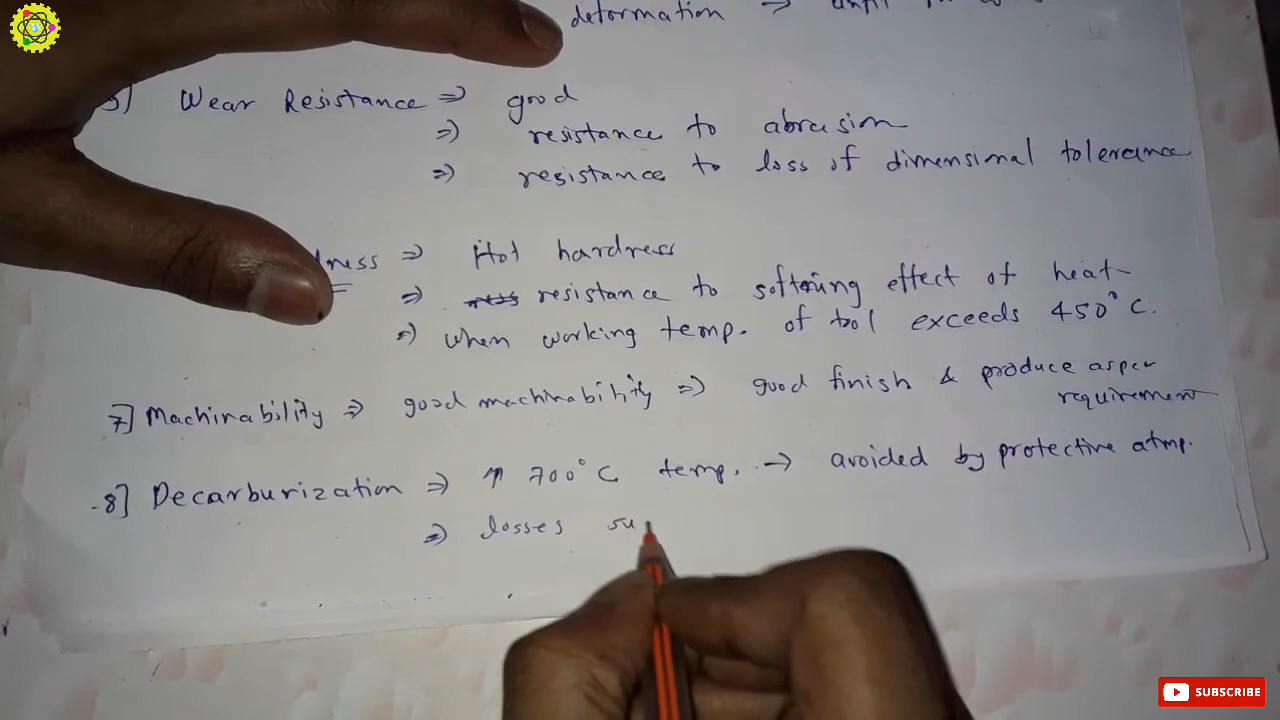 deformation →
5) Wear Resistance ⇒ good
⇒ resistance to abrasion
⇒ resistance to loss of dimensional tolerance
⇒ Hot hardness
⇒ resistance to softning effect of heat
⇒ when working temp. of tool exceeds 450°C.
7] Machinability ⇒ good machinability ⇒ good finish & produce as per
requirement
8] Decarburization ⇒ ↑ 700°C temp. → avoided by protective atmp.
⇒ losses su
SUBSCRIBE